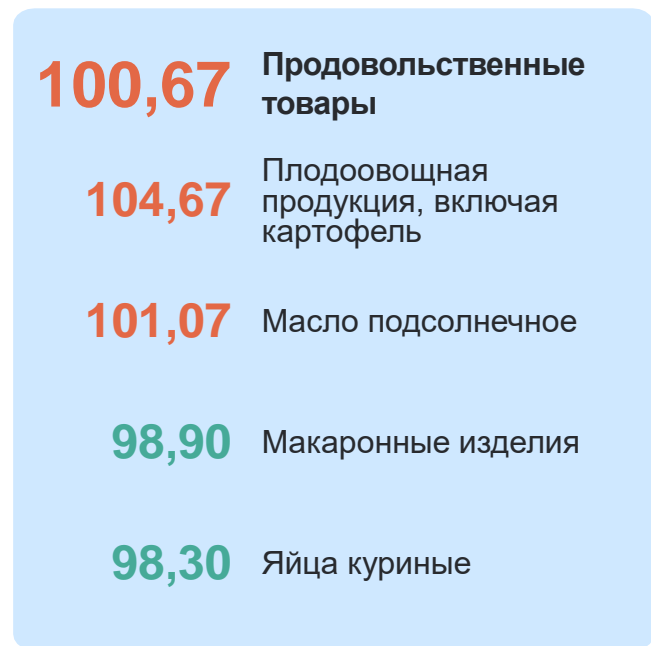 100,67 Продовольственные
товары
104,67 Плодоовощная
продукция, включая
картофель
101,07 Масло подсолнечное
98,90 Макаронные изделия
98,30 Яйца куриные